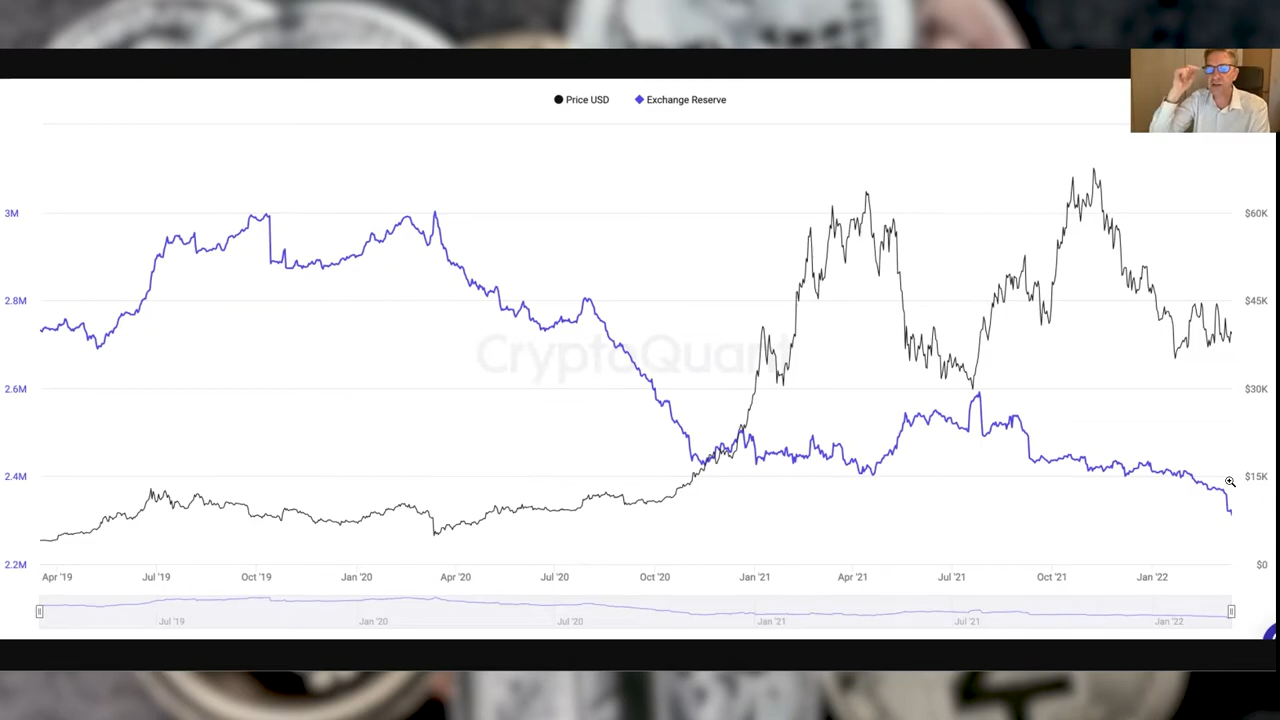 Price USD Exchange Reserve
3M $60K
2.8M $45K
CryptoQuant
2.6M $30K
2.4M $15K
2.2M $0
Apr '19 Jul '19 Oct '19 Jan '20 Apr '20 Jul '20 Oct '20 Jan '21 Apr '21 Jul '21 Oct '21 Jan '22
Jul '19 Jan '20 Jul '20 Jan '21 Jul '21 Jan '22